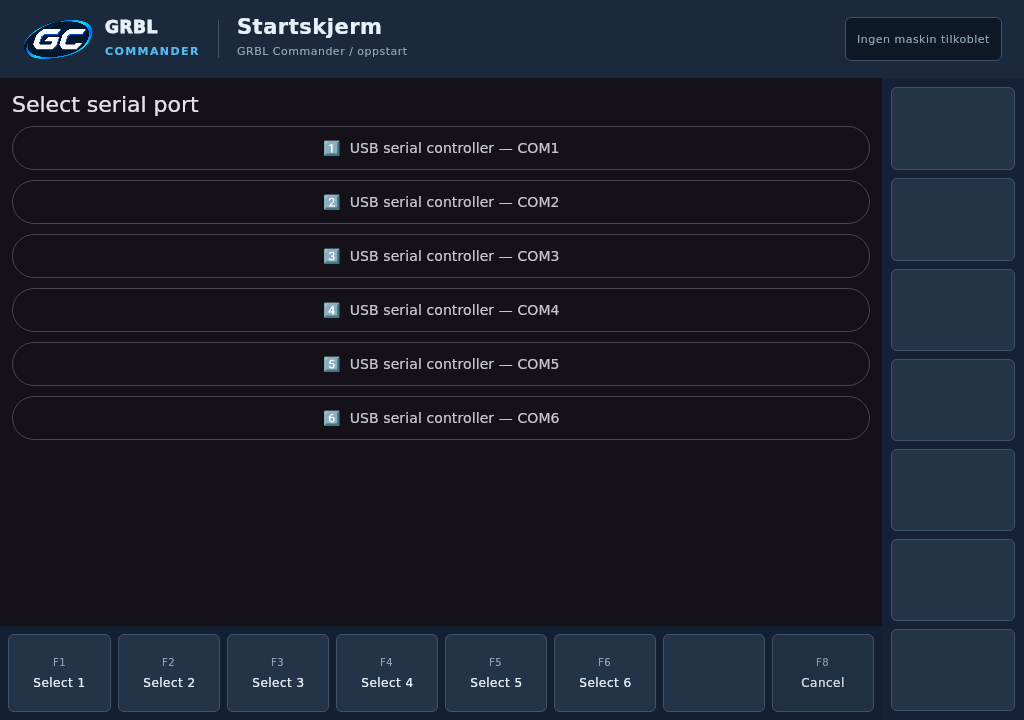 GC
GRBL
COMMANDER
Startskjerm
GRBL Commander / oppstart
Ingen maskin tilkoblet
Select serial port
1 USB serial controller — COM1
2 USB serial controller — COM2
3 USB serial controller — COM3
4 USB serial controller — COM4
5 USB serial controller — COM5
6 USB serial controller — COM6
F1
Select 1
F2
Select 2
F3
Select 3
F4
Select 4
F5
Select 5
F6
Select 6
F8
Cancel